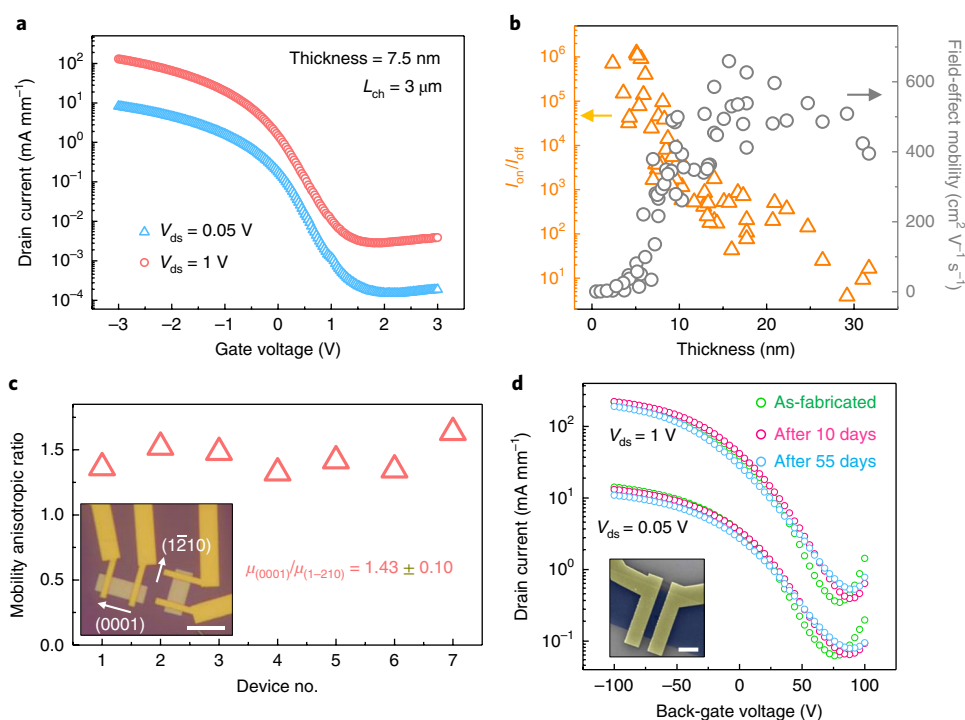 a
Drain current (mA mm⁻¹)
10²
10¹
10⁰
10⁻¹
10⁻²
10⁻³
10⁻⁴
Thickness = 7.5 nm
L_ch = 3 μm
V_ds = 0.05 V
V_ds = 1 V
−3 −2 −1 0 1 2 3
Gate voltage (V)
b
I_on/I_off
10⁶
10⁵
10⁴
10³
10²
10¹
600
400
200
0
Field-effect mobility (cm² V⁻¹ s⁻¹)
0 10 20 30
Thickness (nm)
c
Mobility anisotropic ratio
1.5
1.0
0.5
0.0
(11̅210)
(0001)
μ(0001)/μ(1−210) = 1.43 ± 0.10
1 2 3 4 5 6 7
Device no.
d
Drain current (mA mm⁻¹)
10²
10¹
10⁰
10⁻¹
As-fabricated
After 10 days
After 55 days
V_ds = 1 V
V_ds = 0.05 V
−100 −50 0 50 100
Back-gate voltage (V)